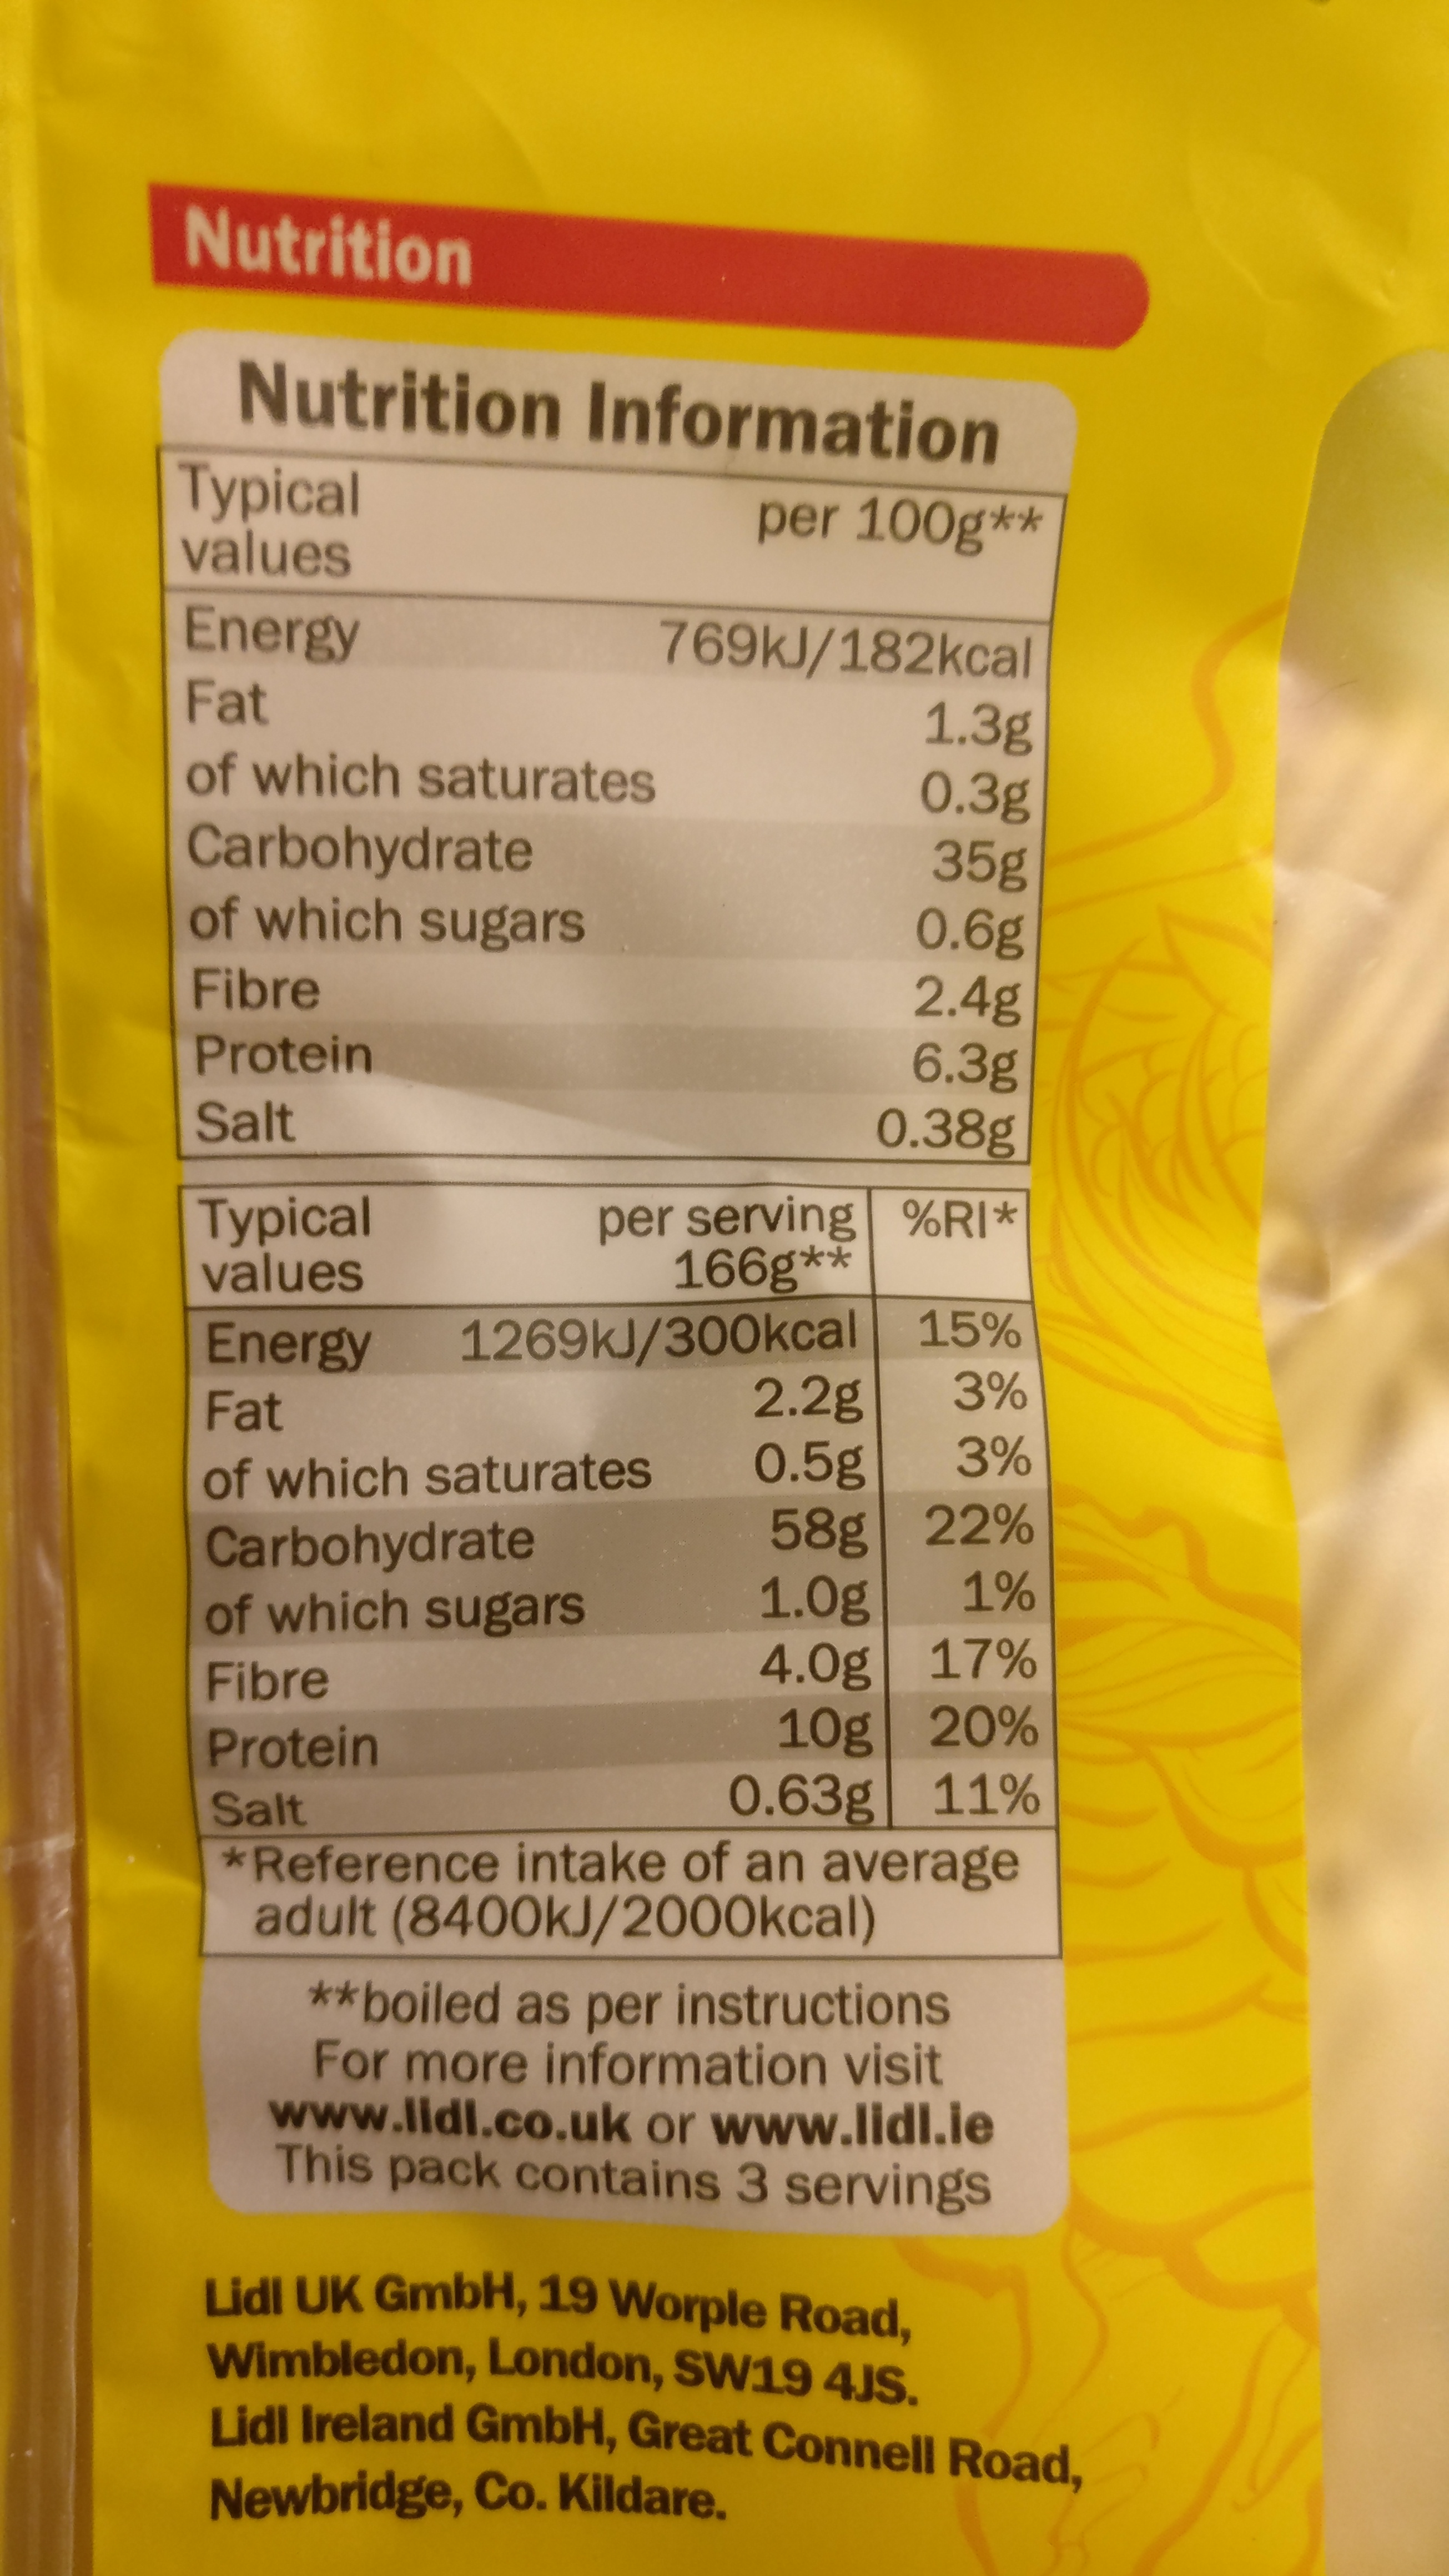 Nutrition
Nutrition Information
Typical values per 100g**
Energy 769kJ/182kcal
Fat 1.3g
of which saturates 0.3g
Carbohydrate 35g
of which sugars 0.6g
Fibre 2.4g
Protein 6.3g
Salt 0.38g
Typical per serving %RI*
values 166g**
Energy 1269kJ/300kcal 15%
Fat 2.2g 3%
of which saturates 0.5g 3%
Carbohydrate 58g 22%
of which sugars 1.0g 1%
Fibre 4.0g 17%
Protein 10g 20%
Salt 0.63g 11%
*Reference intake of an average
adult (8400kJ/2000kcal)
**boiled as per instructions
For more information visit
www.lidl.co.uk or www.lidl.ie
This pack contains 3 servings
Lidl UK GmbH, 19 Worple Road,
Wimbledon, London, SW19 4JS.
Lidl Ireland GmbH, Great Connell Road,
Newbridge, Co. Kildare.